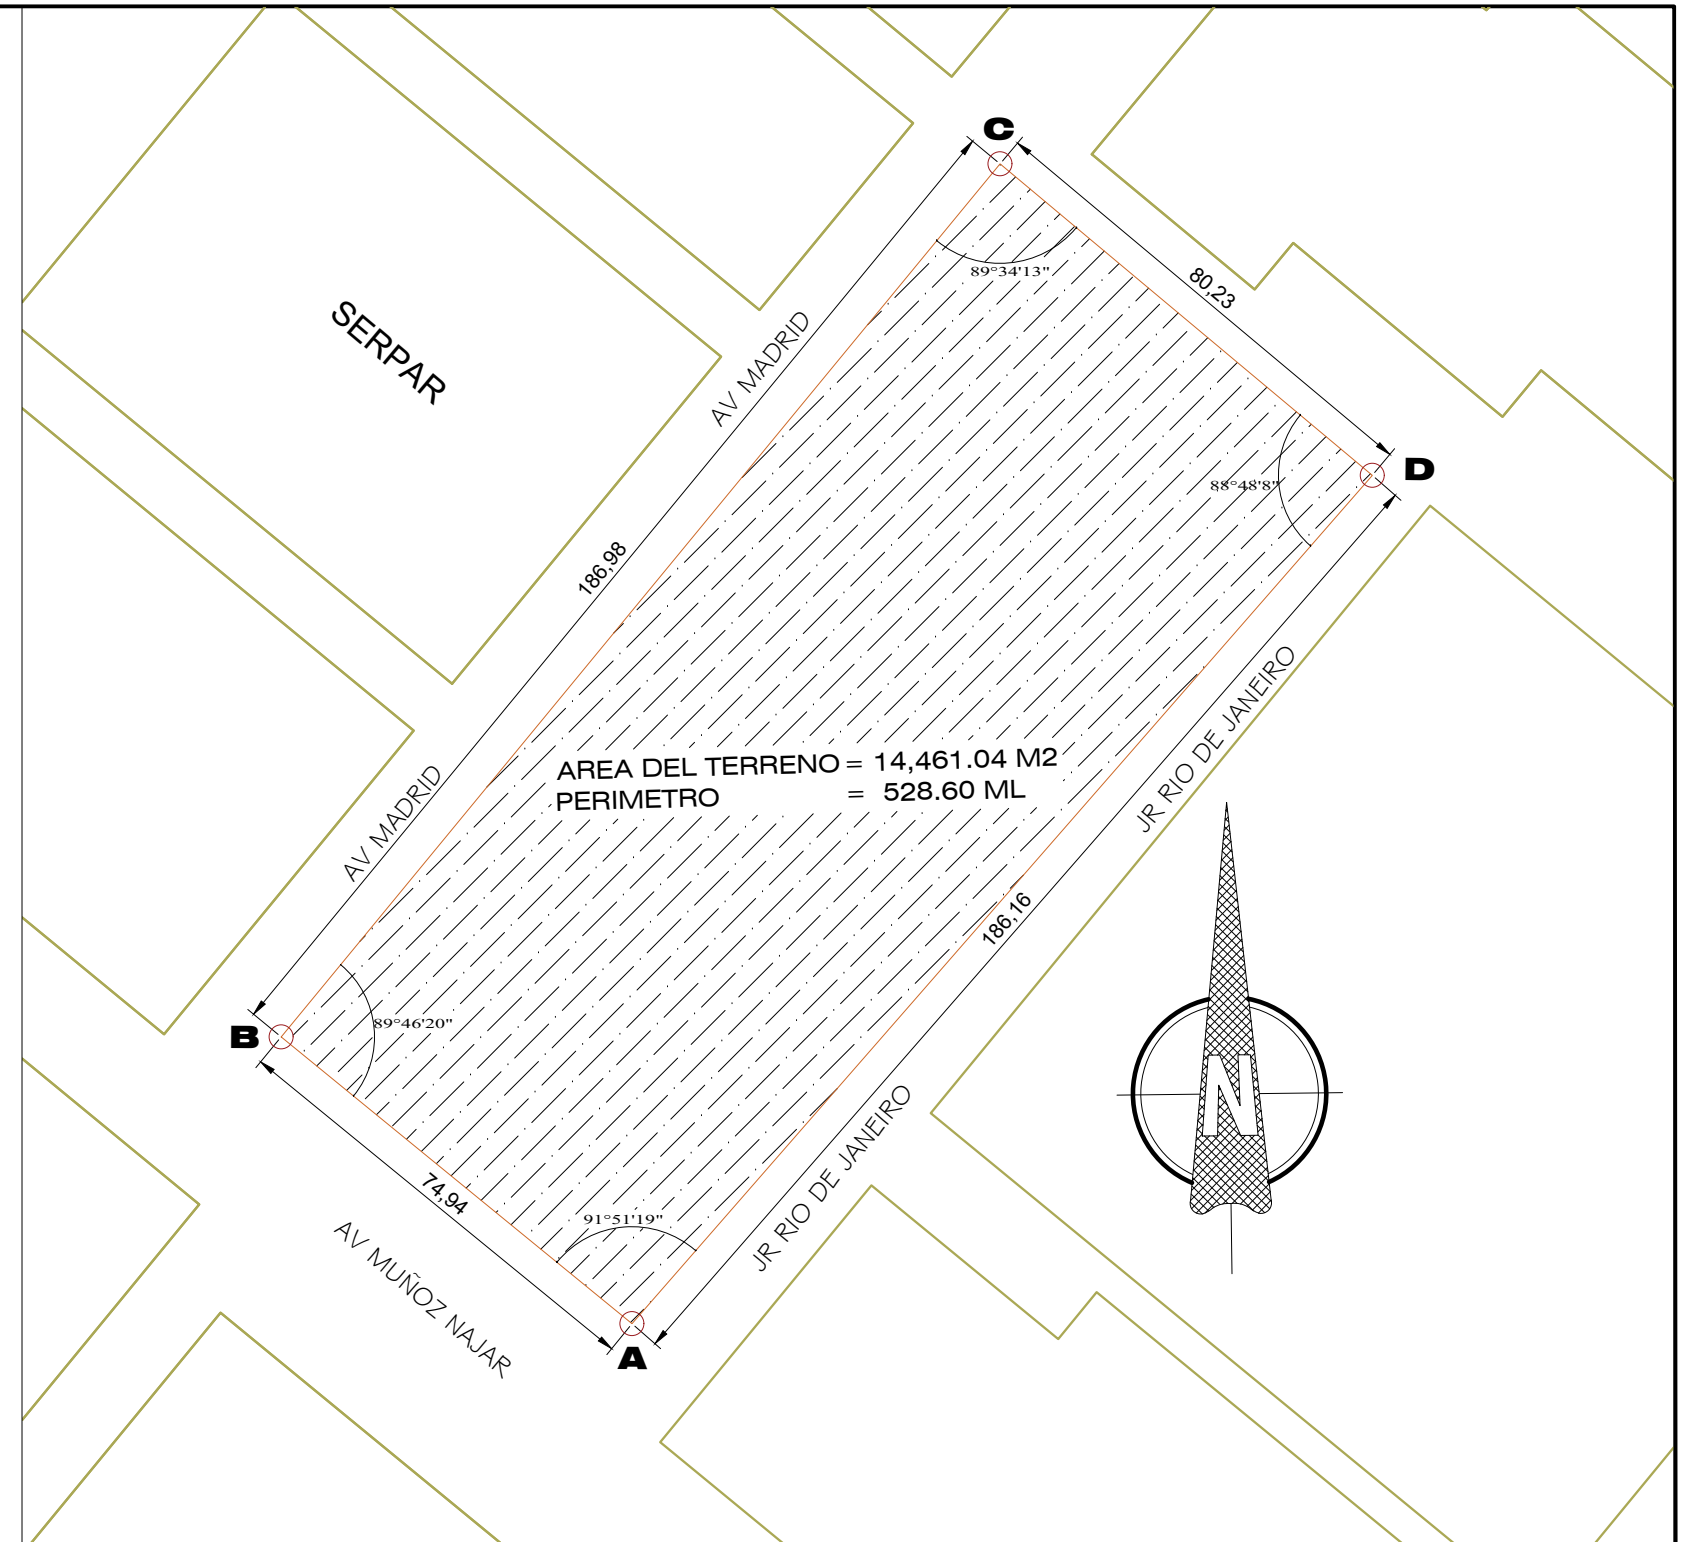 C
89°34'13"
80,23
SERPAR
AV MADRID
D
88°48'8"
186,98
JR RIO DE JANEIRO
AREA DEL TERRENO = 14,461.04 M2
PERIMETRO = 528.60 ML
AV MADRID
186,16
B
89°46'20"
N
JR RIO DE JANEIRO
74,94
91°51'19"
AV MUÑOZ NAJAR
A